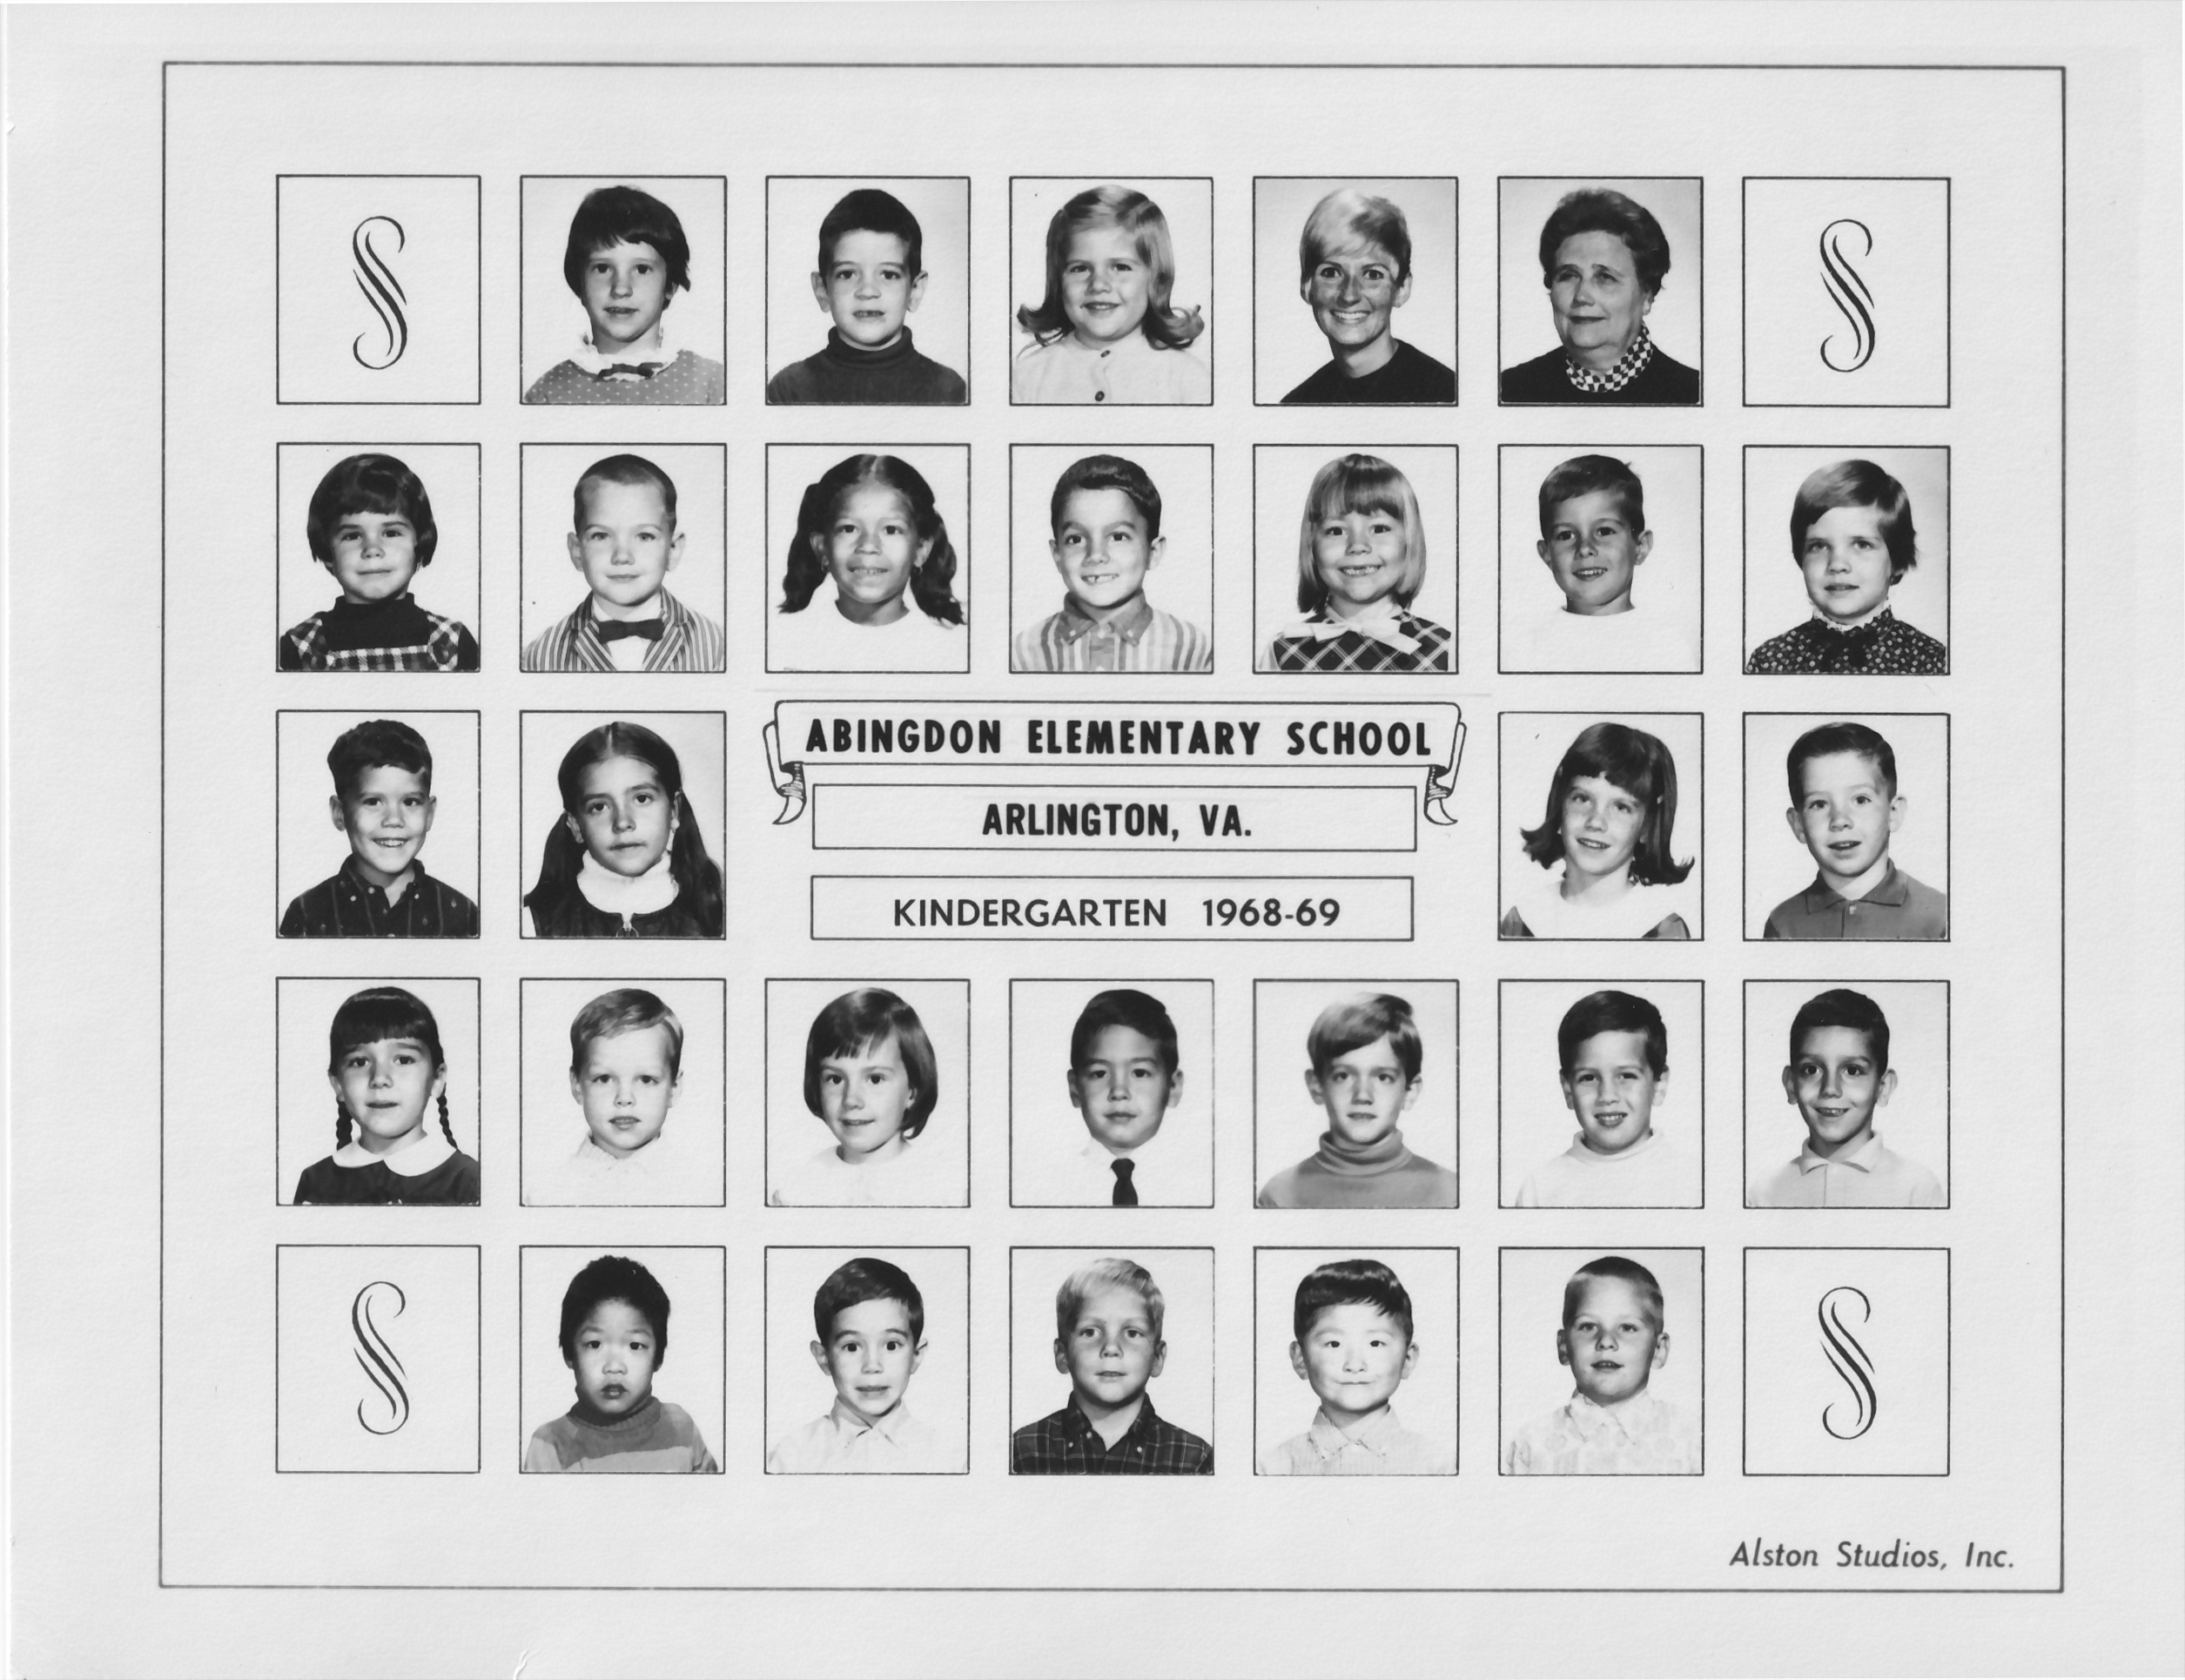 ABINGDON ELEMENTARY SCHOOL
ARLINGTON, VA.
KINDERGARTEN 1968-69
Alston Studios, Inc.